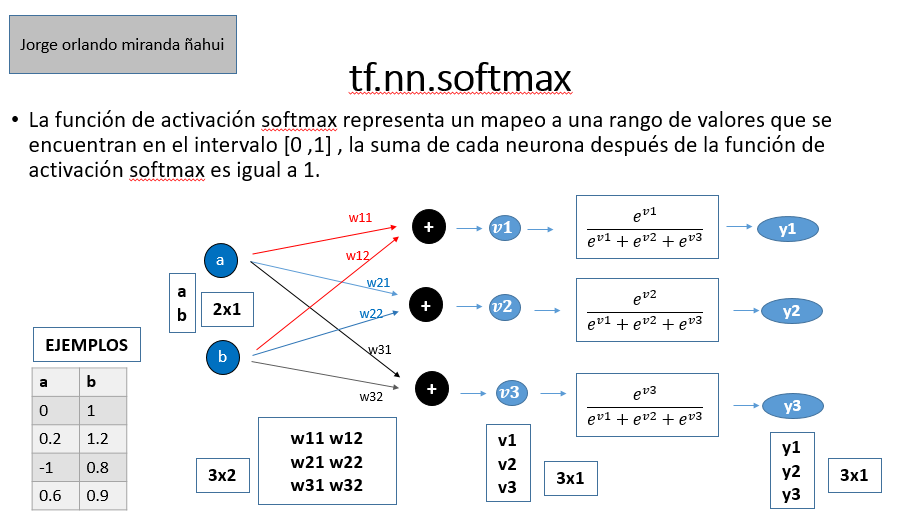 Jorge orlando miranda ñahui
tf.nn.softmax
• La función de activación softmax representa un mapeo a una rango de valores que se
encuentran en el intervalo [0 ,1] , la suma de cada neurona después de la función de
activación softmax es igual a 1.
w11
w12
w21
w22
w31
w32
a
b
a
b
2x1
+
+
+
v1
v2
v3
e^v1
e^v1 + e^v2 + e^v3
e^v2
e^v1 + e^v2 + e^v3
e^v3
e^v1 + e^v2 + e^v3
y1
y2
y3
EJEMPLOS
a b
0 1
0.2 1.2
-1 0.8
0.6 0.9
3x2
w11 w12
w21 w22
w31 w32
v1
v2
v3
3x1
y1
y2
y3
3x1